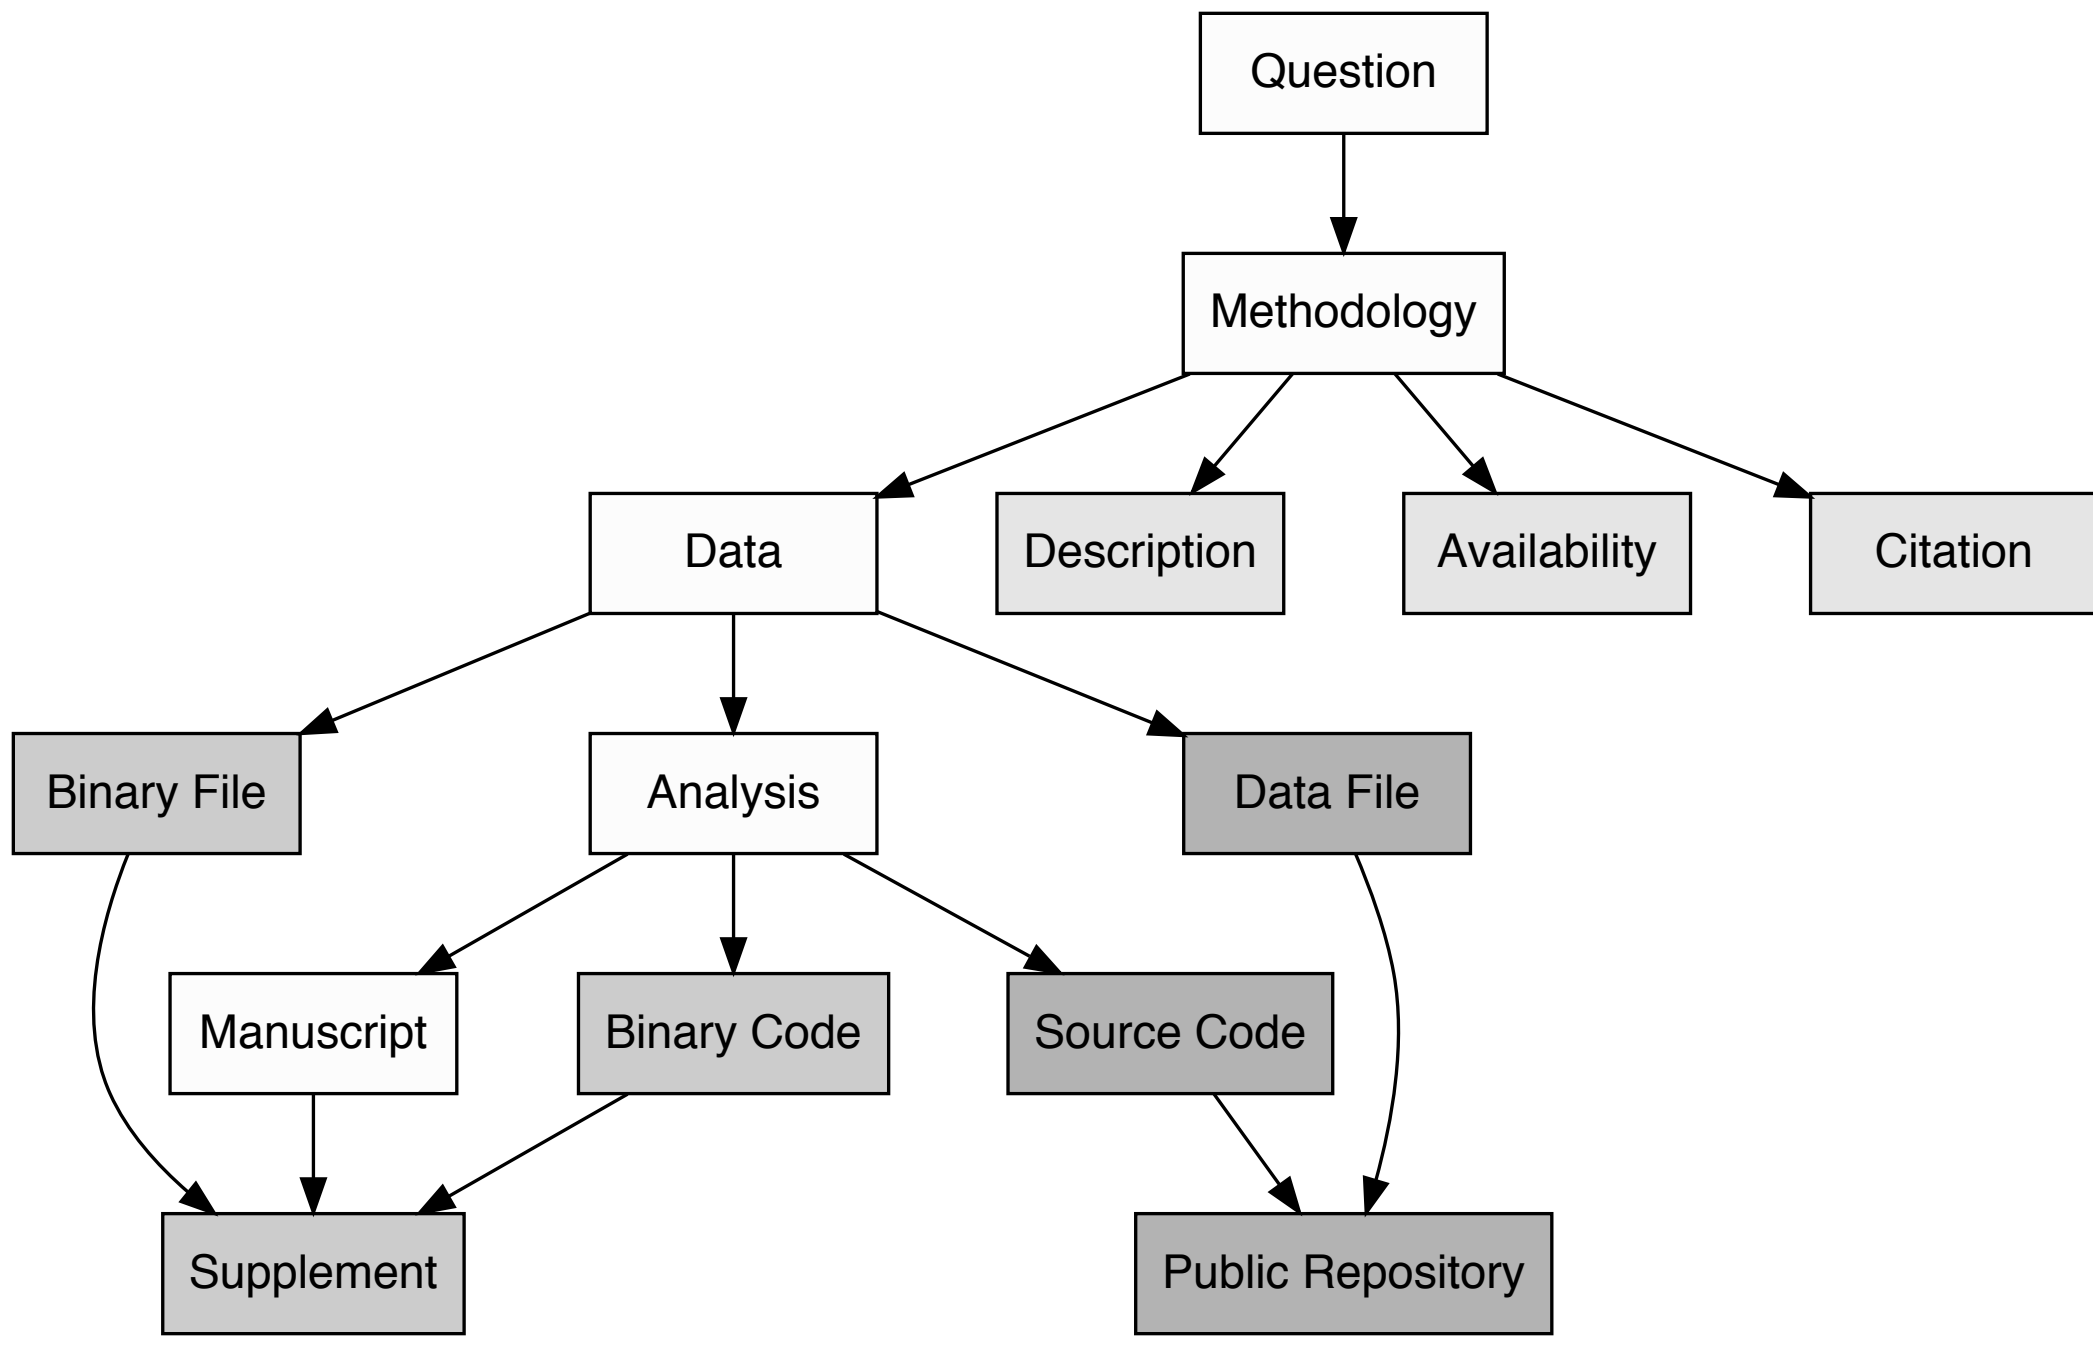 Question
Methodology
Data
Description
Availability
Citation
Binary File
Analysis
Data File
Manuscript
Binary Code
Source Code
Supplement
Public Repository